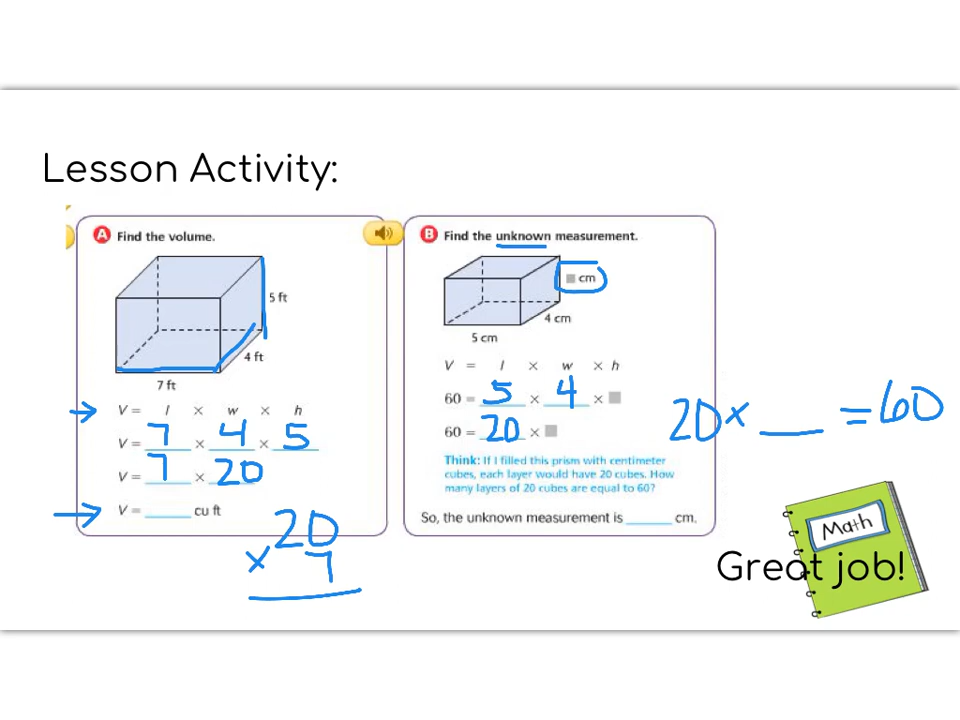 Lesson Activity:
A Find the volume.
5 ft
4 ft
7 ft
V = l × w × h
V = 7 × 4 × 5
V = 7 × 20
V = ______ cu ft
20
× 7
B Find the unknown measurement.
■ cm
4 cm
5 cm
V = l × w × h
60 = 5 × 4 × ■
60 = 20 × ■
Think: If I filled this prism with centimeter
cubes, each layer would have 20 cubes. How
many layers of 20 cubes are equal to 60?
So, the unknown measurement is ______ cm.
20 × __ = 60
Math
Great job!